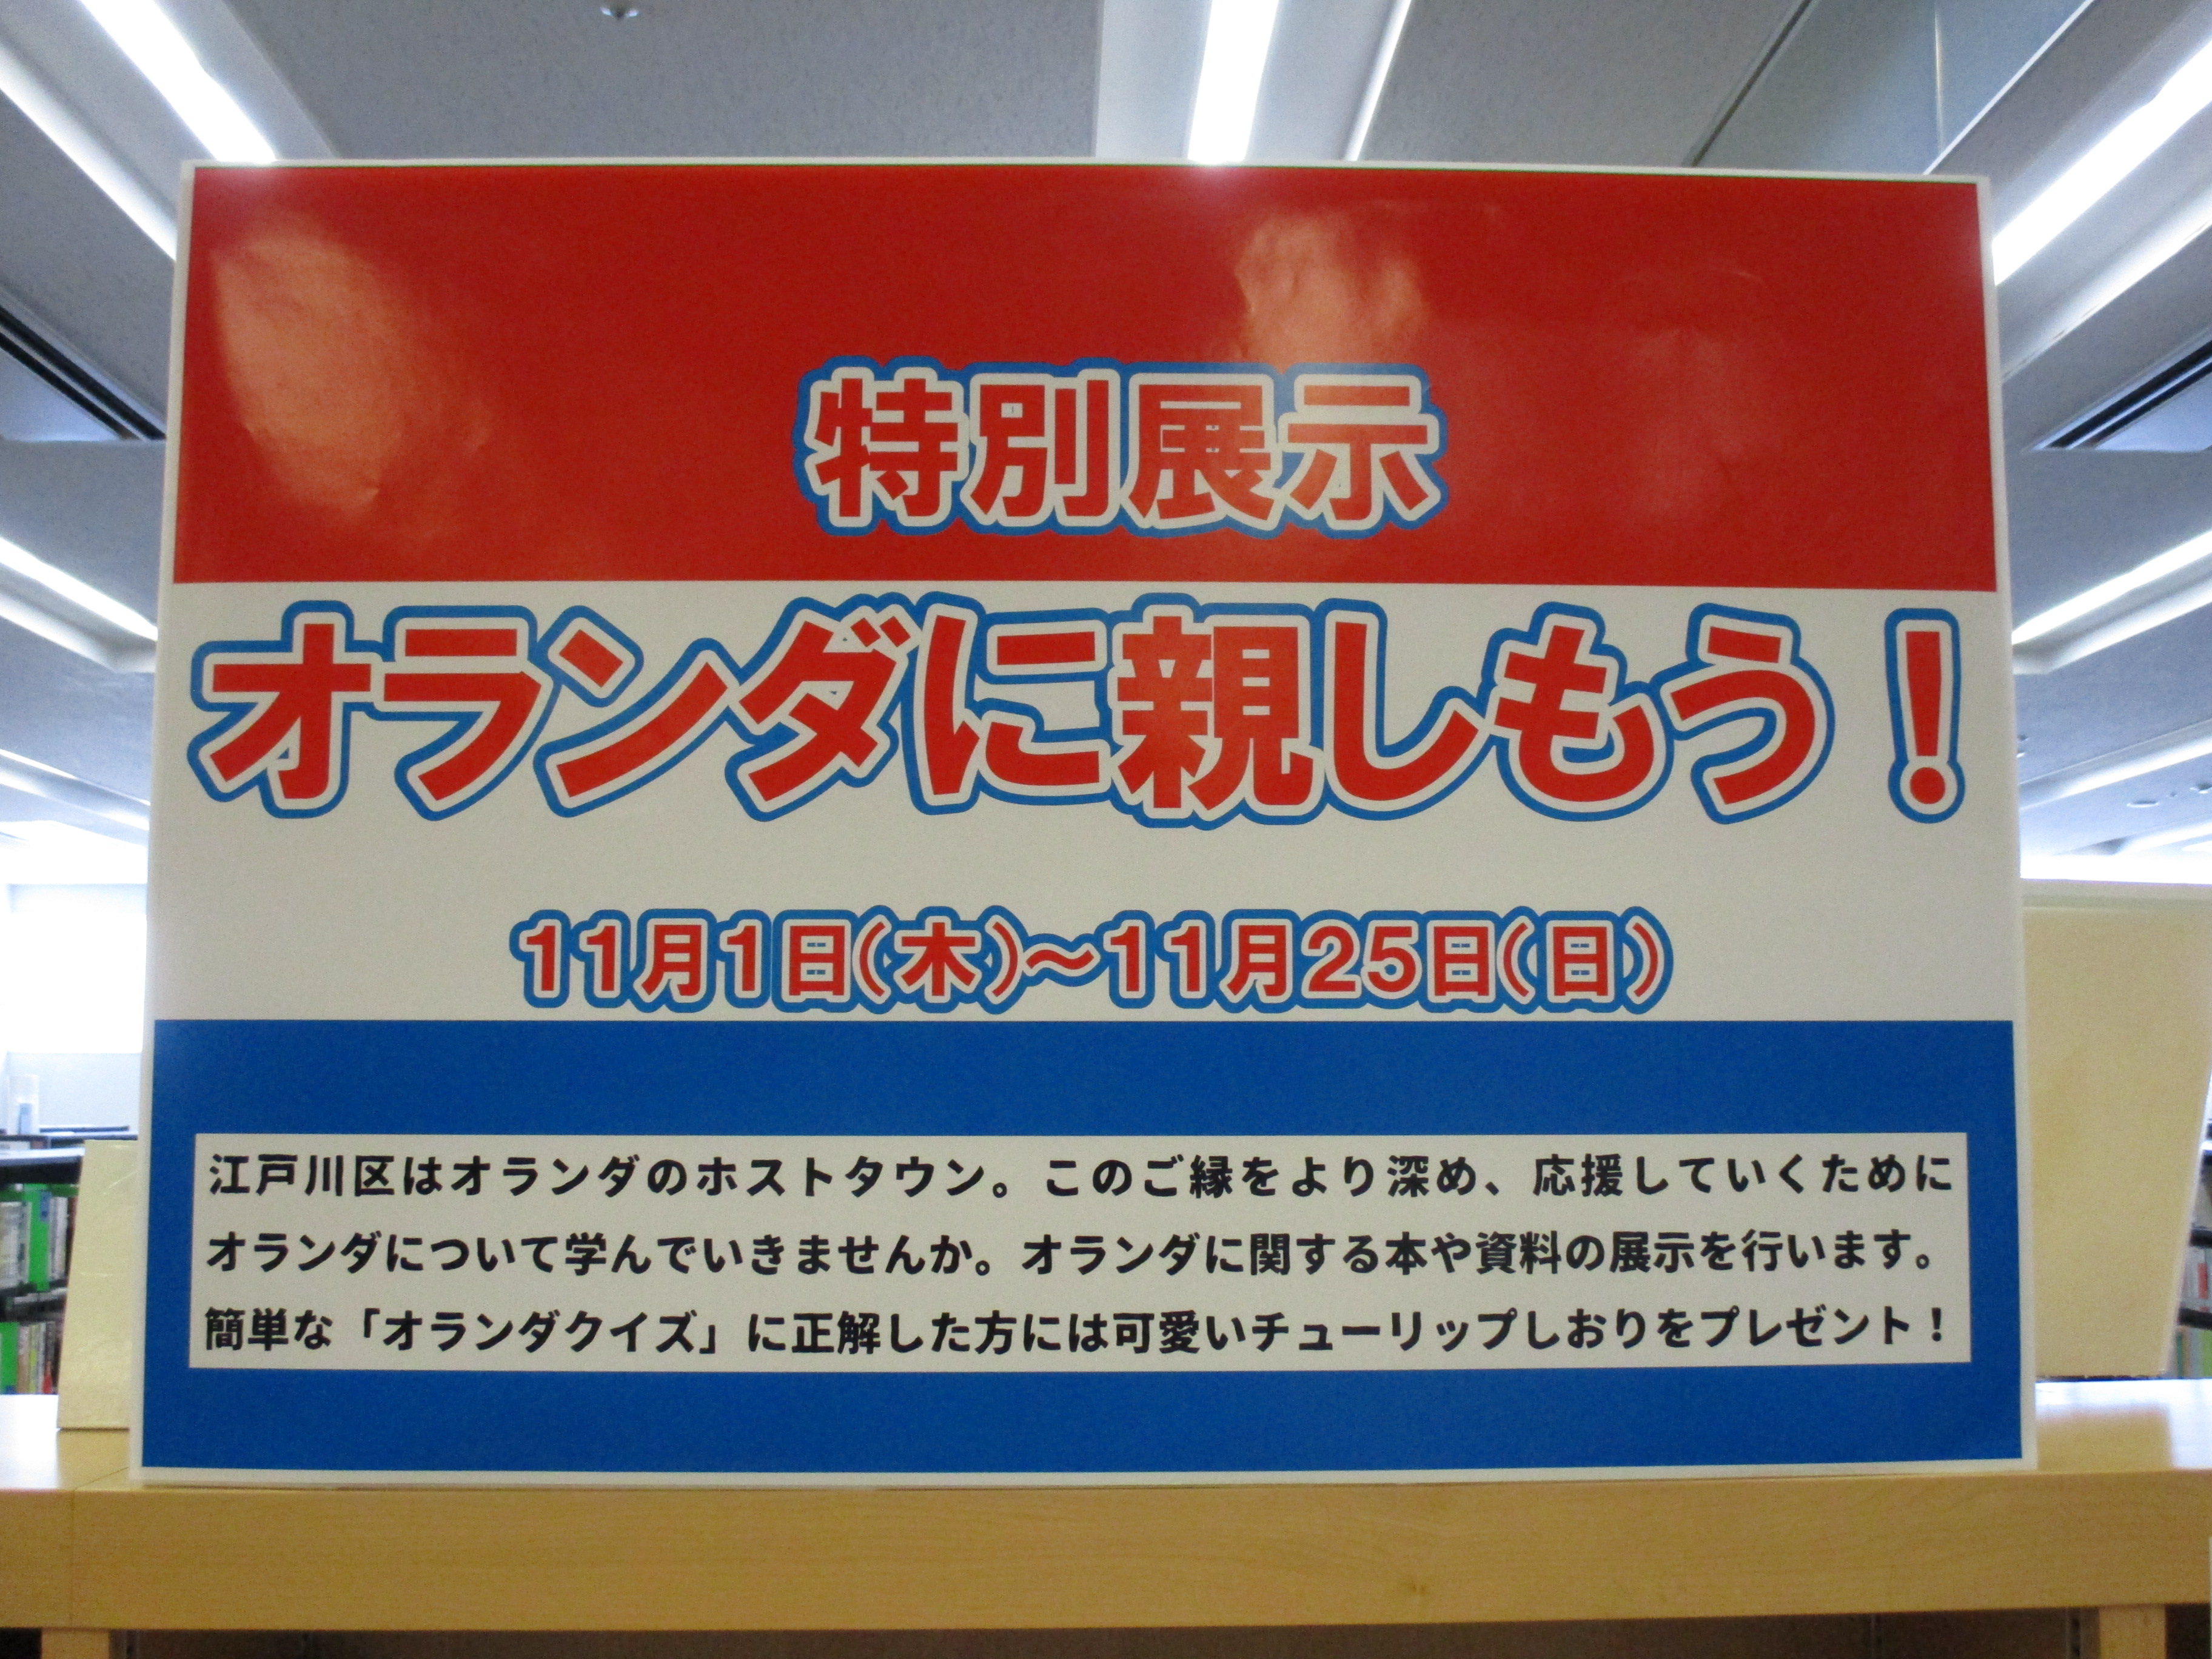 特別展示
オランダに親しもう！
11月1日(木)～11月25日(日)
江戸川区はオランダのホストタウン。このご縁をより深め、応援していくために
オランダについて学んでいきませんか。オランダに関する本や資料の展示を行います。
簡単な「オランダクイズ」に正解した方には可愛いチューリップしおりをプレゼント！